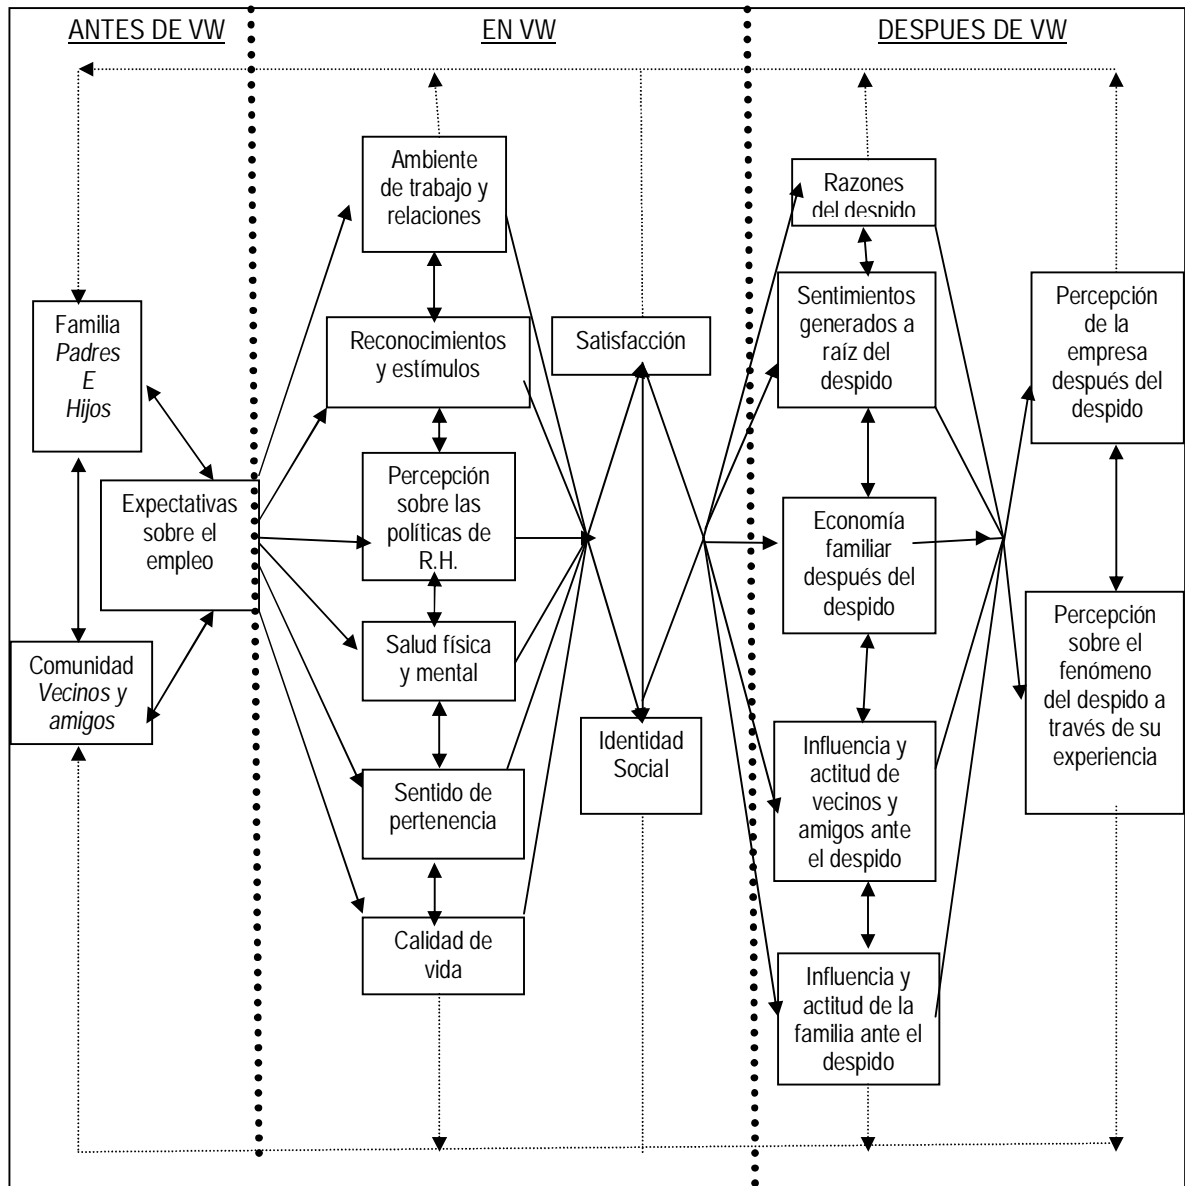 ANTES DE VW
EN VW
DESPUES DE VW
Familia
Padres
E
Hijos
Comunidad
Vecinos y
amigos
Expectativas
sobre el
empleo
Ambiente
de trabajo y
relaciones
Reconocimientos
y estímulos
Percepción
sobre las
políticas de
R.H.
Salud física
y mental
Sentido de
pertenencia
Calidad de
vida
Satisfacción
Identidad
Social
Razones
del despido
Sentimientos
generados a
raíz del
despido
Economía
familiar
después del
despido
Influencia y
actitud de
vecinos y
amigos ante
el despido
Influencia y
actitud de la
familia ante el
despido
Percepción
de la
empresa
después del
despido
Percepción
sobre el
fenómeno
del despido a
través de su
experiencia